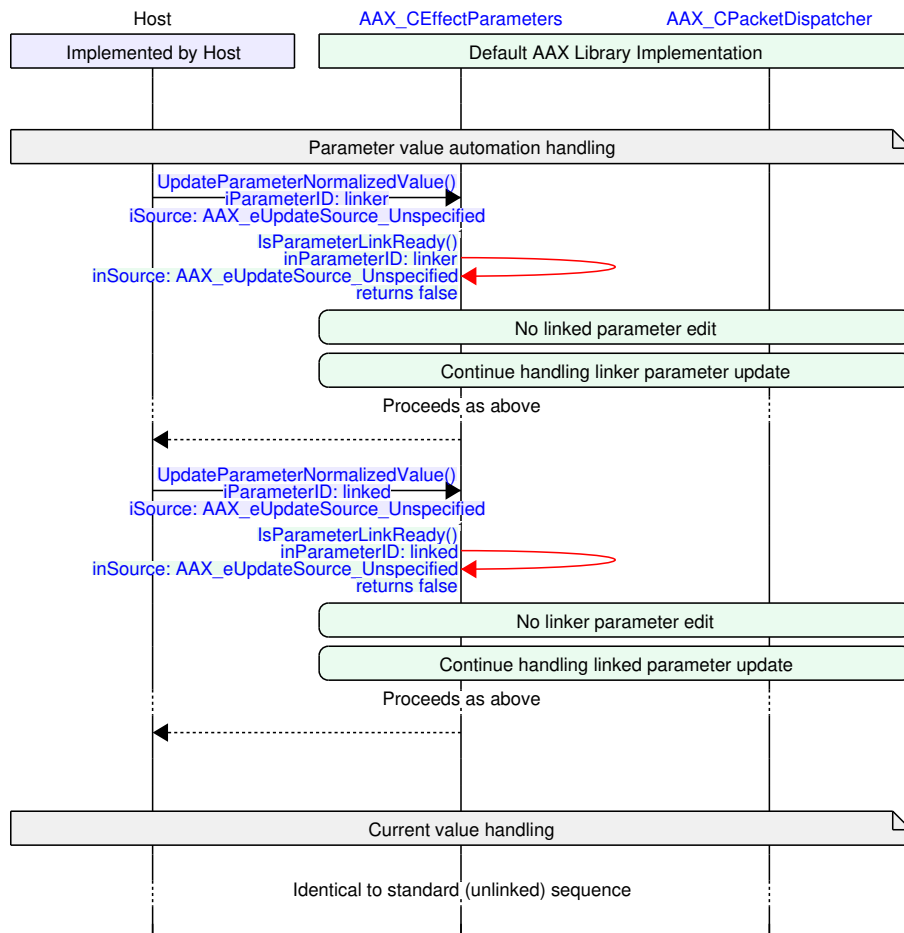 Host
AAX_CEffectParameters
AAX_CPacketDispatcher
Implemented by Host
Default AAX Library Implementation
Parameter value automation handling
UpdateParameterNormalizedValue()
iParameterID: linker
iSource: AAX_eUpdateSource_Unspecified
IsParameterLinkReady()
inParameterID: linker
inSource: AAX_eUpdateSource_Unspecified
returns false
No linked parameter edit
Continue handling linker parameter update
Proceeds as above
UpdateParameterNormalizedValue()
iParameterID: linked
iSource: AAX_eUpdateSource_Unspecified
IsParameterLinkReady()
inParameterID: linked
inSource: AAX_eUpdateSource_Unspecified
returns false
No linker parameter edit
Continue handling linked parameter update
Proceeds as above
Current value handling
Identical to standard (unlinked) sequence